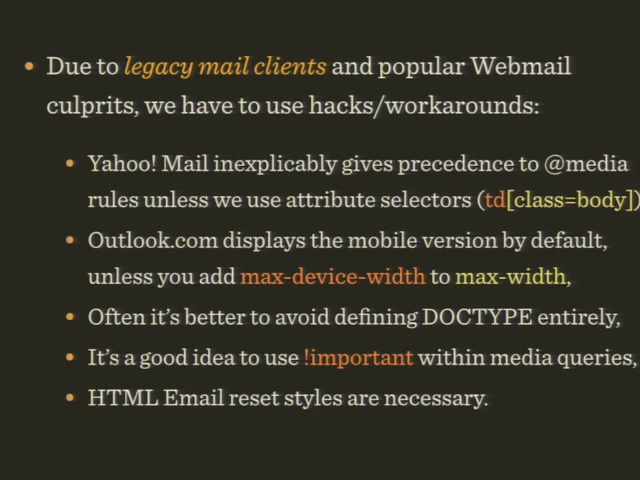 Due to legacy mail clients and popular Webmail
culprits, we have to use hacks/workarounds:
Yahoo! Mail inexplicably gives precedence to @media
rules unless we use attribute selectors (td[class=body])
Outlook.com displays the mobile version by default,
unless you add max-device-width to max-width,
Often it's better to avoid defining DOCTYPE entirely,
It's a good idea to use !important within media queries,
HTML Email reset styles are necessary.